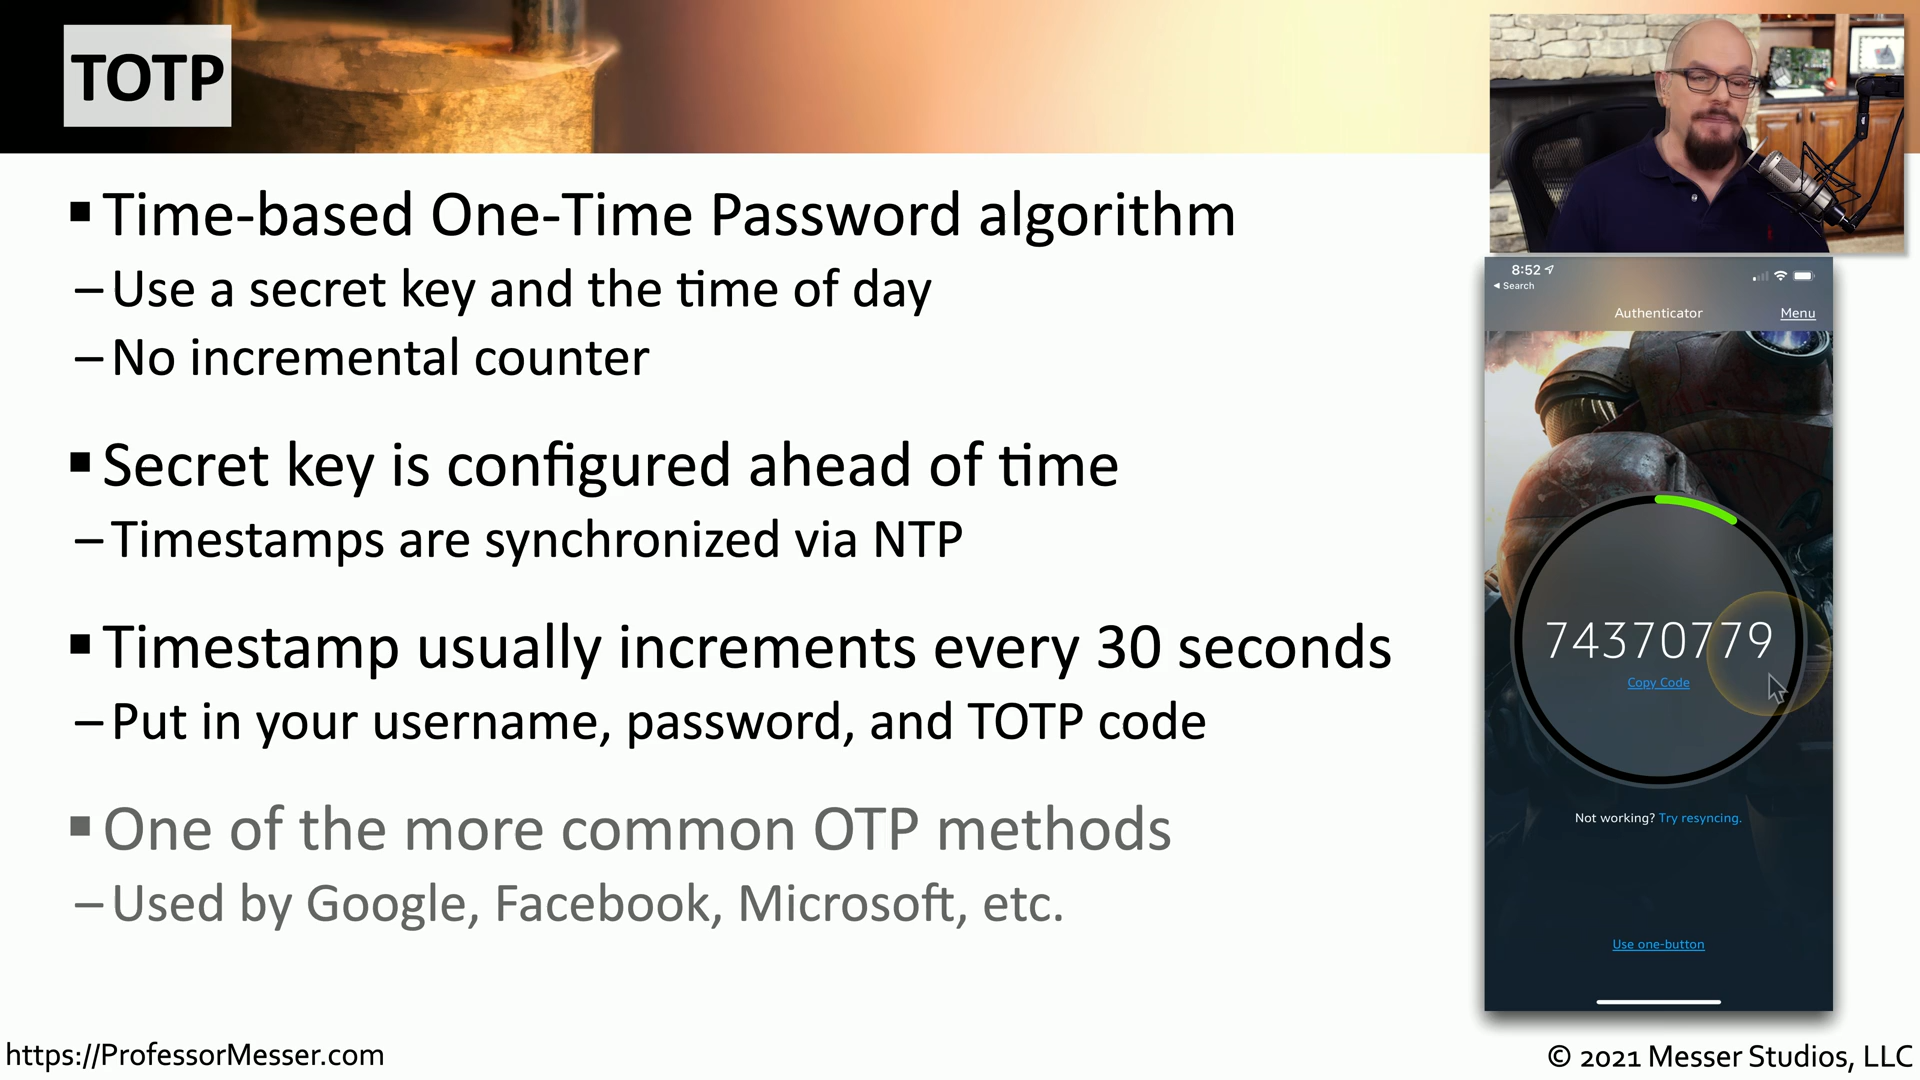 TOTP
▪ Time-based One-Time Password algorithm
– Use a secret key and the time of day
– No incremental counter
▪ Secret key is configured ahead of time
– Timestamps are synchronized via NTP
▪ Timestamp usually increments every 30 seconds
– Put in your username, password, and TOTP code
▪ One of the more common OTP methods
– Used by Google, Facebook, Microsoft, etc.
8:52
◀ Search
Authenticator Menu
74370779
Copy Code
Not working? Try resyncing.
Use one-button
https://ProfessorMesser.com
© 2021 Messer Studios, LLC